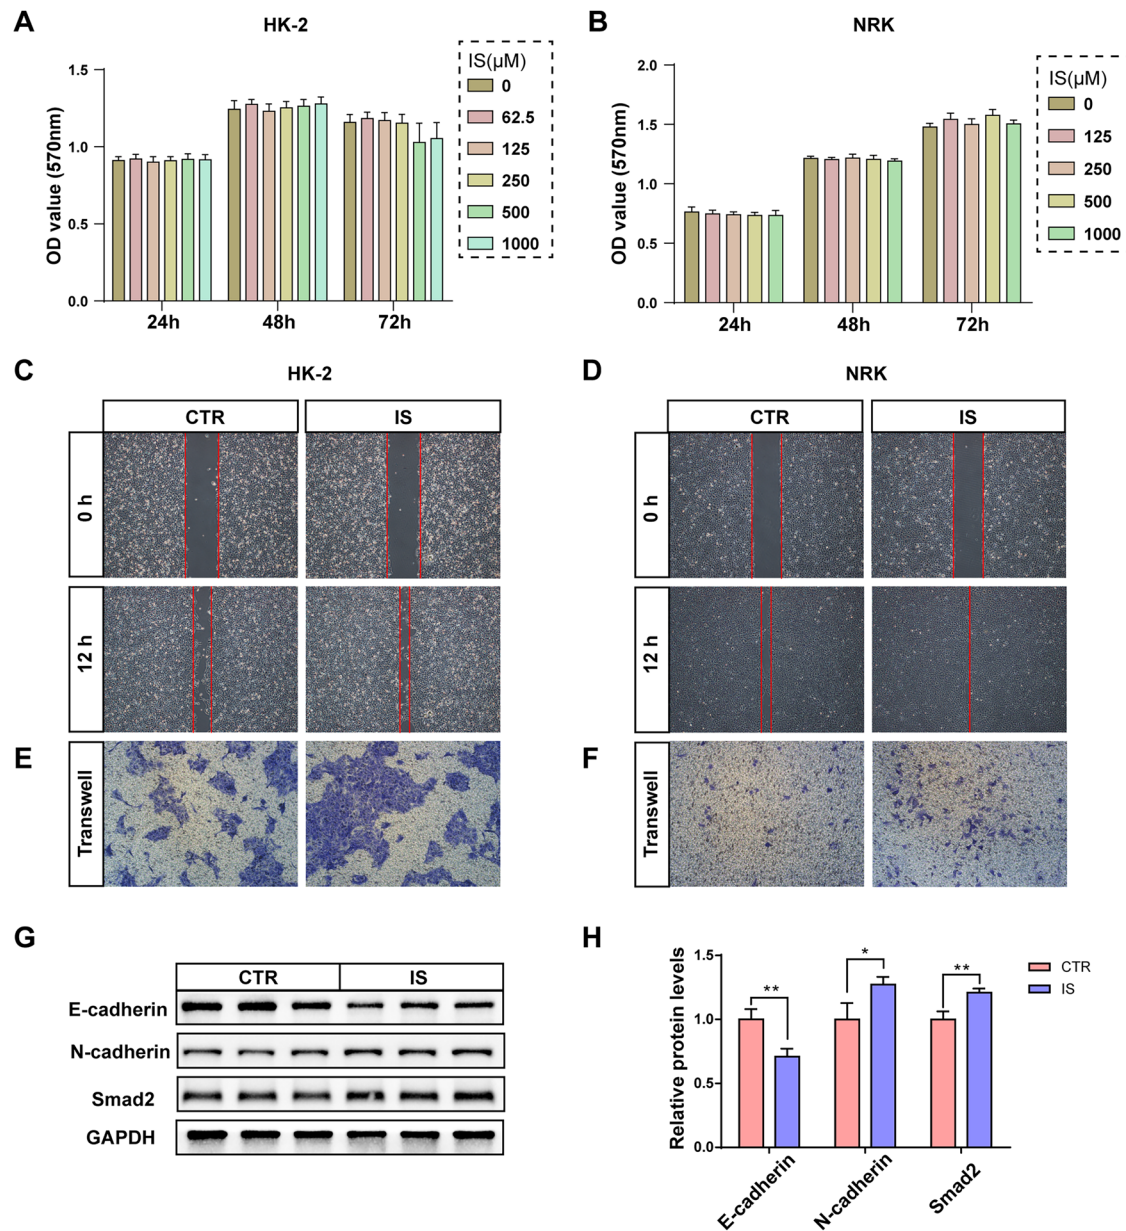 A
HK-2
OD value (570nm)
1.5
1.0
0.5
0.0
24h
48h
72h
IS(μM)
0
62.5
125
250
500
1000
B
NRK
OD value (570nm)
2.0
1.5
1.0
0.5
0.0
24h
48h
72h
IS(μM)
0
125
250
500
1000
C
HK-2
CTR
IS
0 h
12 h
D
NRK
CTR
IS
0 h
12 h
E
Transwell
F
Transwell
G
CTR
IS
E-cadherin
N-cadherin
Smad2
GAPDH
H
Relative protein levels
1.5
1.0
0.5
0.0
**
*
**
E-cadherin
N-cadherin
Smad2
CTR
IS